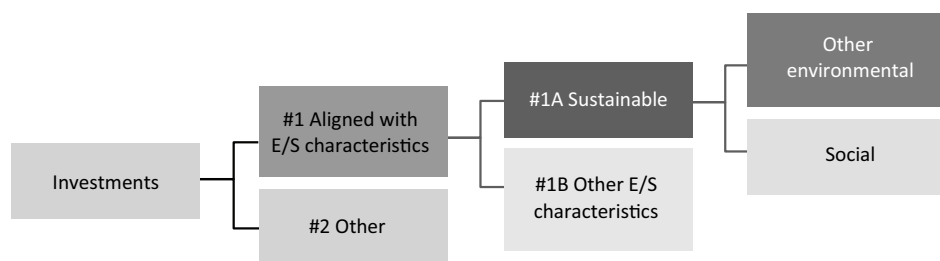 Investments
#1 Aligned with
E/S characteristics
#2 Other
#1A Sustainable
#1B Other E/S
characteristics
Other
environmental
Social